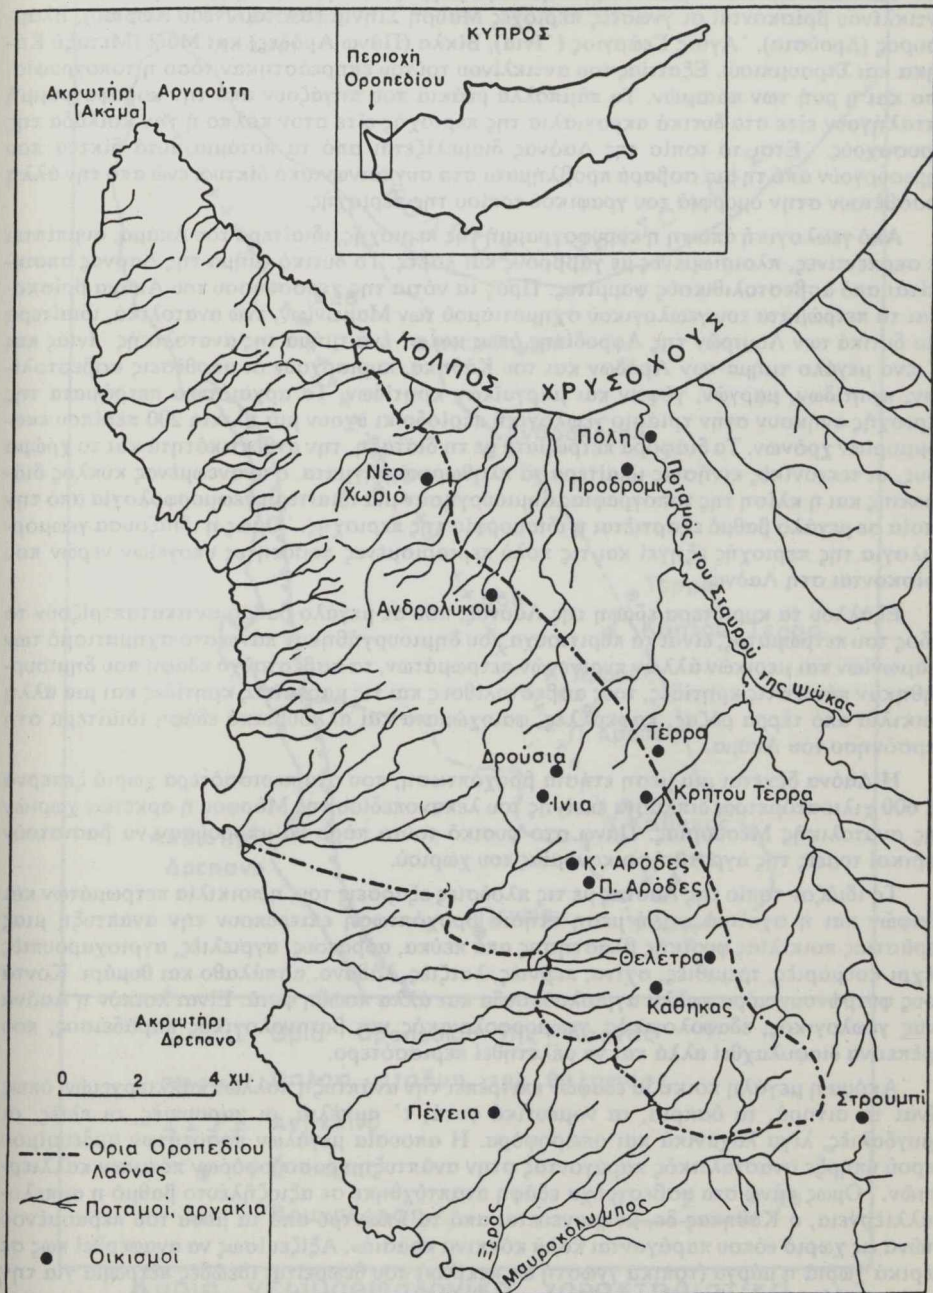 ΚΥΠΡΟΣ
Περιοχή
Οροπεδίου
Ακρωτήρι Αρναούτη
(Ακάμα)
ΚΟΛΠΟΣ ΧΡΥΣΟΧΟΥΣ
Πόλη
Προδρόμι
Νέο
Χωριό
Ποταμός του Σταυρού της Ψώκας
Ανδρολύκου
Τέρρα
Δρούσια
Ίνια
Κρήτου Τέρρα
Κ. Αρόδες
Π. Αρόδες
Θελέτρα
Κάθηκας
Ακρωτήρι
Δρέπανο
0 2 4 χμ.
Πέγεια
Στρουμπί
Όρια Οροπεδίου
Λαόνας
Ποταμοί, αργάκια
Οικισμοί
Ξερός
Μαυροκόλυμπος